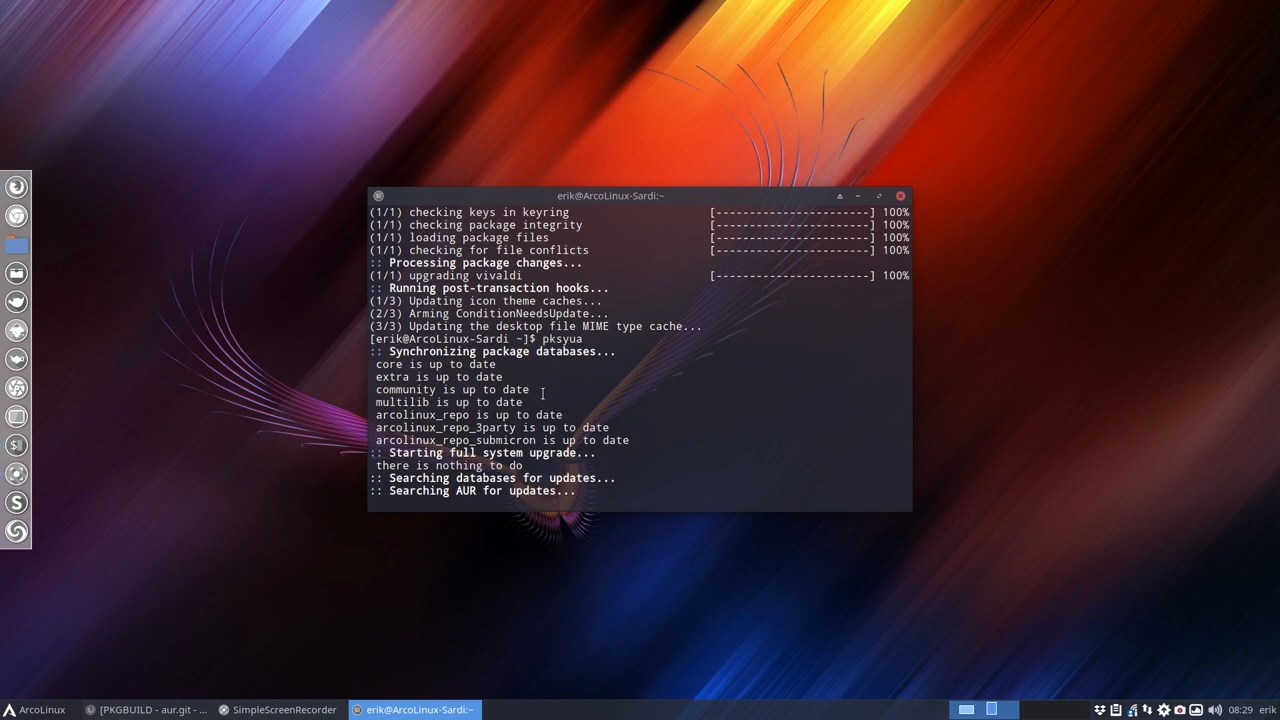 erik@ArcoLinux-Sardi:~
(1/1) checking keys in keyring [----------------------] 100%
(1/1) checking package integrity [----------------------] 100%
(1/1) loading package files [----------------------] 100%
(1/1) checking for file conflicts [----------------------] 100%
:: Processing package changes...
(1/1) upgrading vivaldi [----------------------] 100%
:: Running post-transaction hooks...
(1/3) Updating icon theme caches...
(2/3) Arming ConditionNeedsUpdate...
(3/3) Updating the desktop file MIME type cache...
[erik@ArcoLinux-Sardi ~]$ pksyua
:: Synchronizing package databases...
core is up to date
extra is up to date
community is up to date
multilib is up to date
arcolinux_repo is up to date
arcolinux_repo_3party is up to date
arcolinux_repo_submicron is up to date
:: Starting full system upgrade...
there is nothing to do
:: Searching databases for updates...
:: Searching AUR for updates...
ArcoLinux [PKGBUILD - aur.git - ... SimpleScreenRecorder erik@ArcoLinux-Sardi:~ 08:29 erik